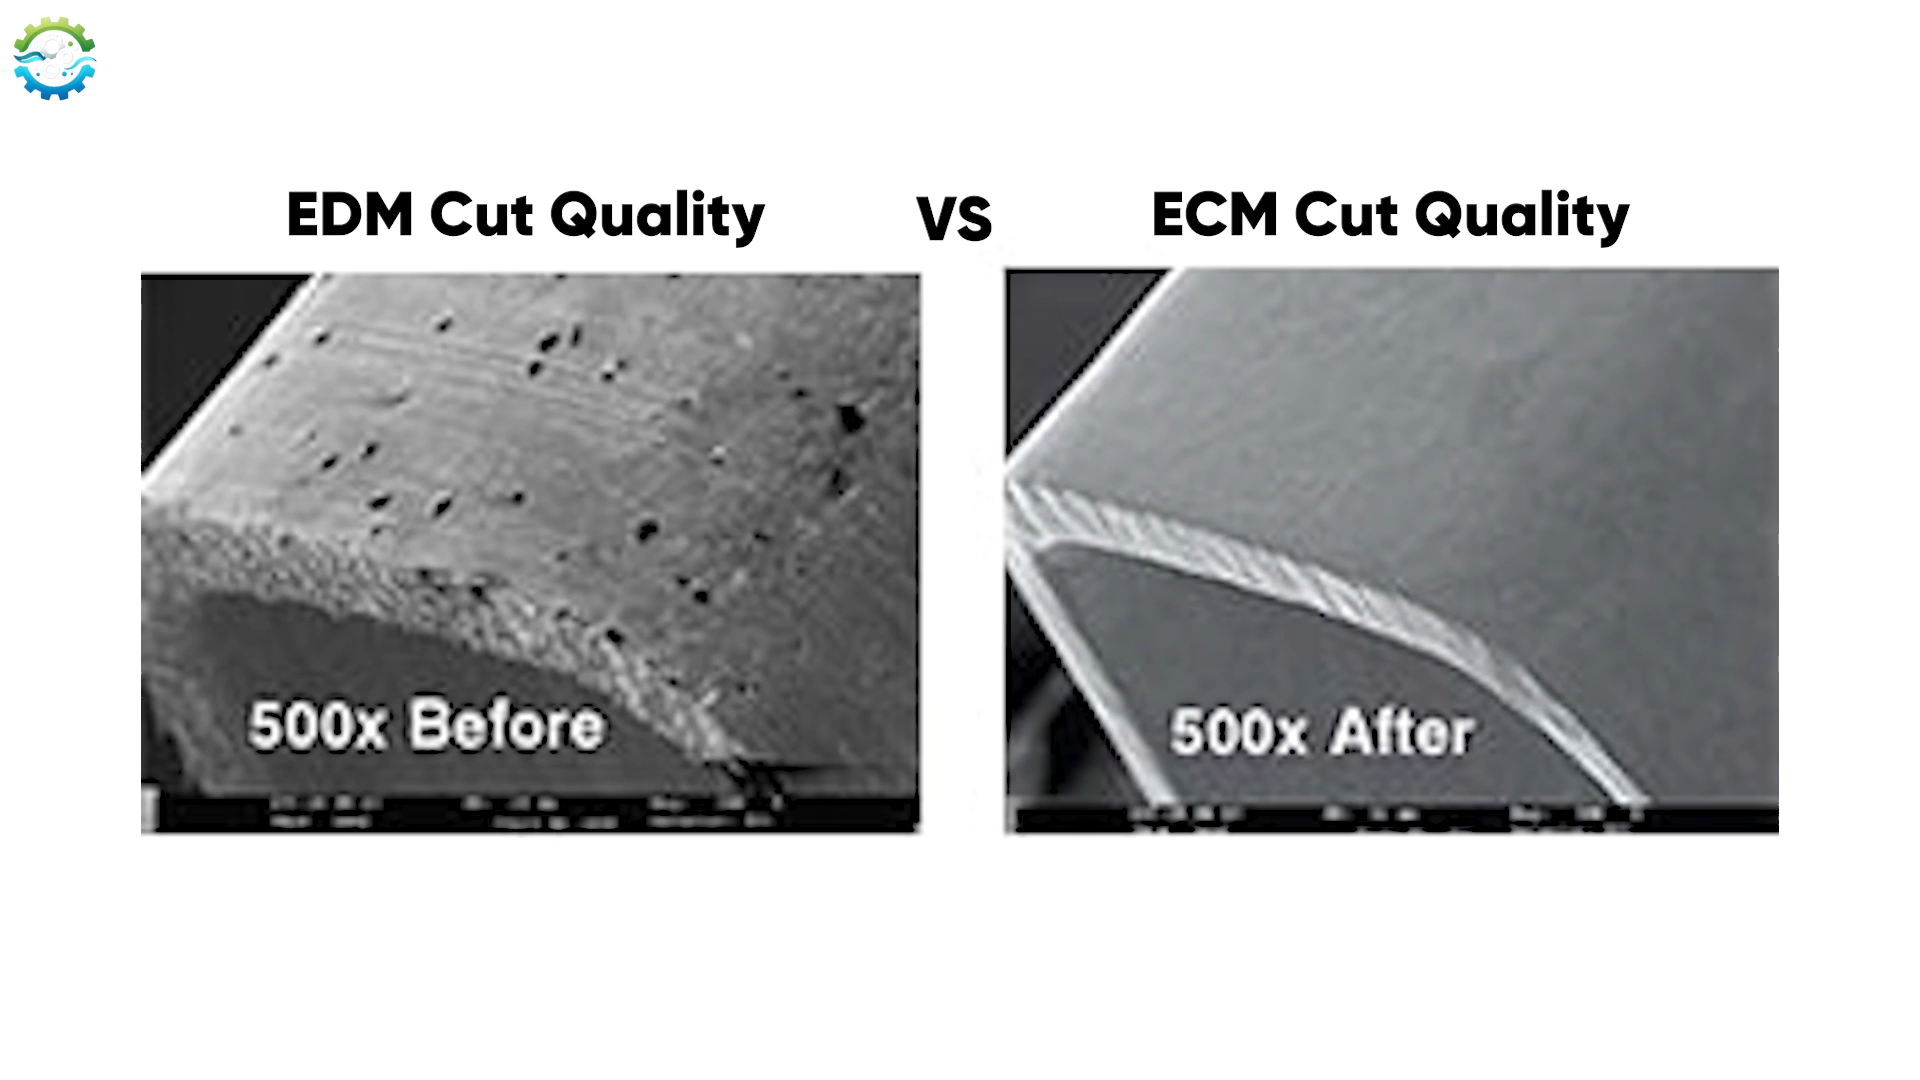 EDM Cut Quality
VS
ECM Cut Quality
500x Before
500x After